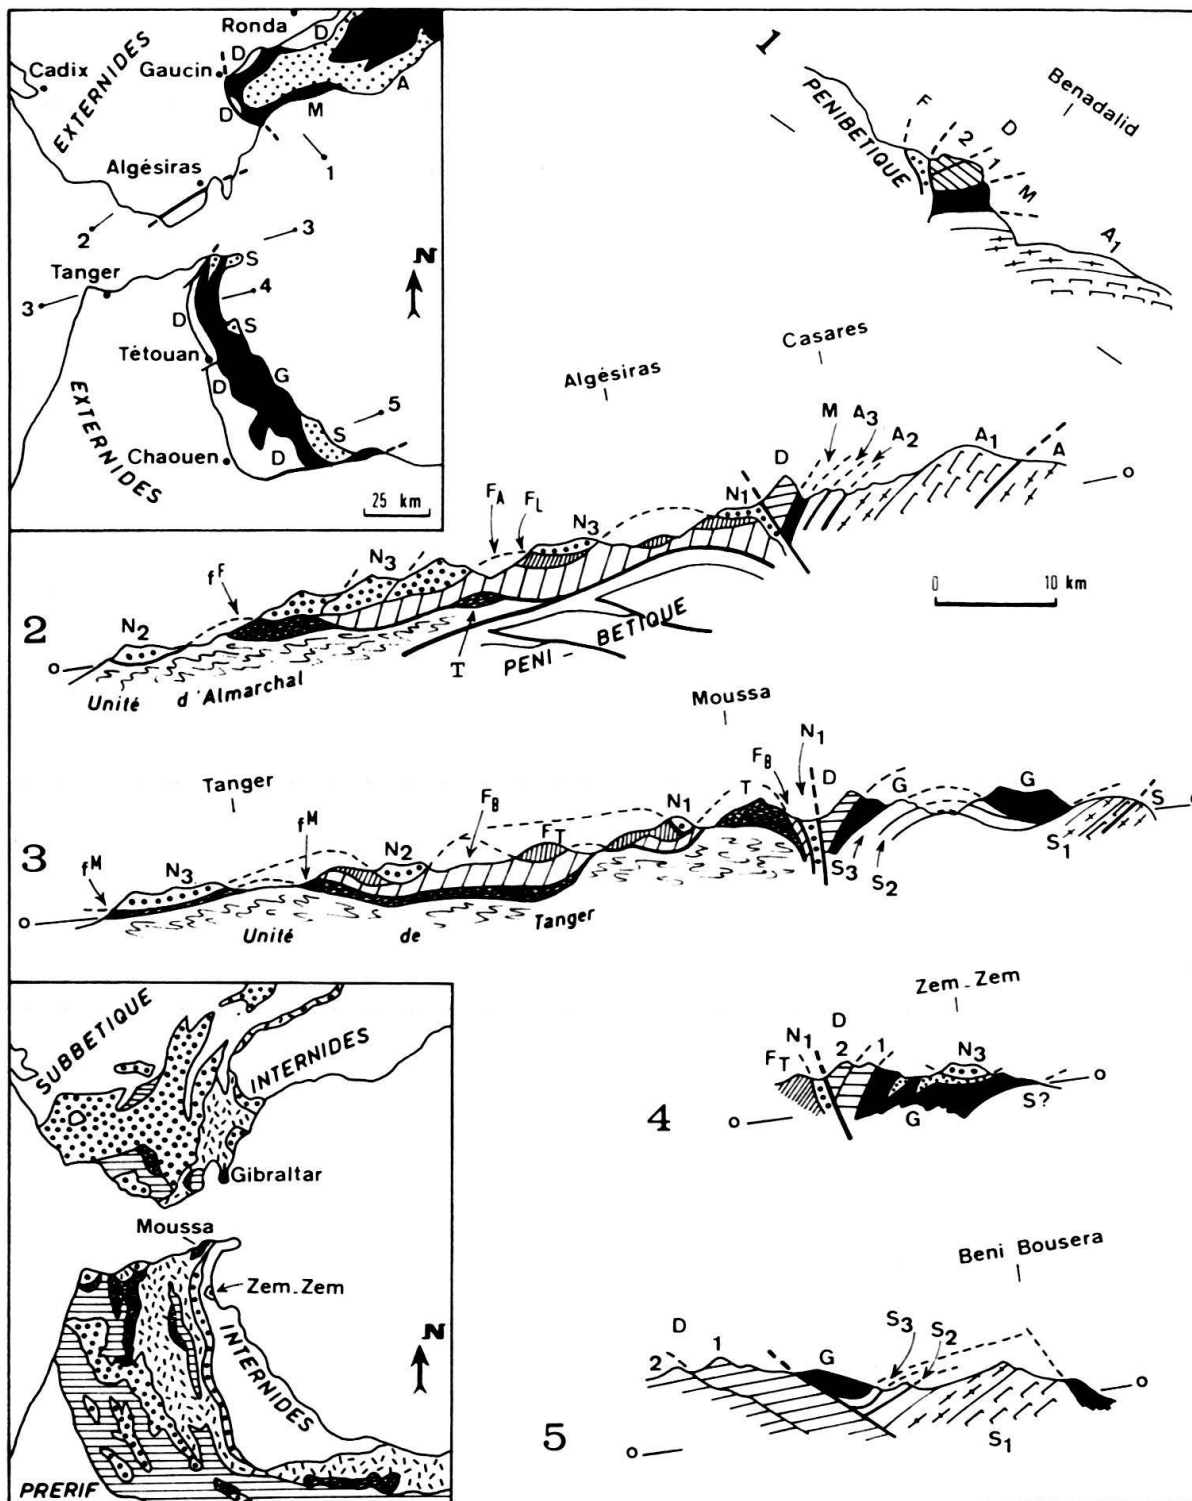 Ronda
D
D
EXTERNIDES
Cadix
Gaucin
A
D
M
1
Algésiras
2
3
N
Tanger
S
3
4
D
S
Tétouan
G
D
EXTERNIDES
5
S
Chaouen
D
25 km
1
PENIBETIQUE
F
2
D
1
M
Benadalid
A1
Casares
Algésiras
M
A3
A2
A1
A
D
o
N1
FA
FL
N3
N3
fF
0 10 km
2
N2
o
T
PENI - BETIQUE
Unité d'Almarchal
Moussa
N1
FB
D
Tanger
T
G
G
S
o
N1
fM
FB
N2
FT
S1
3
fM
N3
S3
S2
o
Unité de Tanger
Zem_Zem
D
N1
2
1
N3
FT
o
S?
4
o
G
Beni Bousera
S3
S2
D
1
G
2
o
5
o
S1
SUBBETIQUE
INTERNIDES
Gibraltar
Moussa
Zem_Zem
N
INTERNIDES
PRERIF